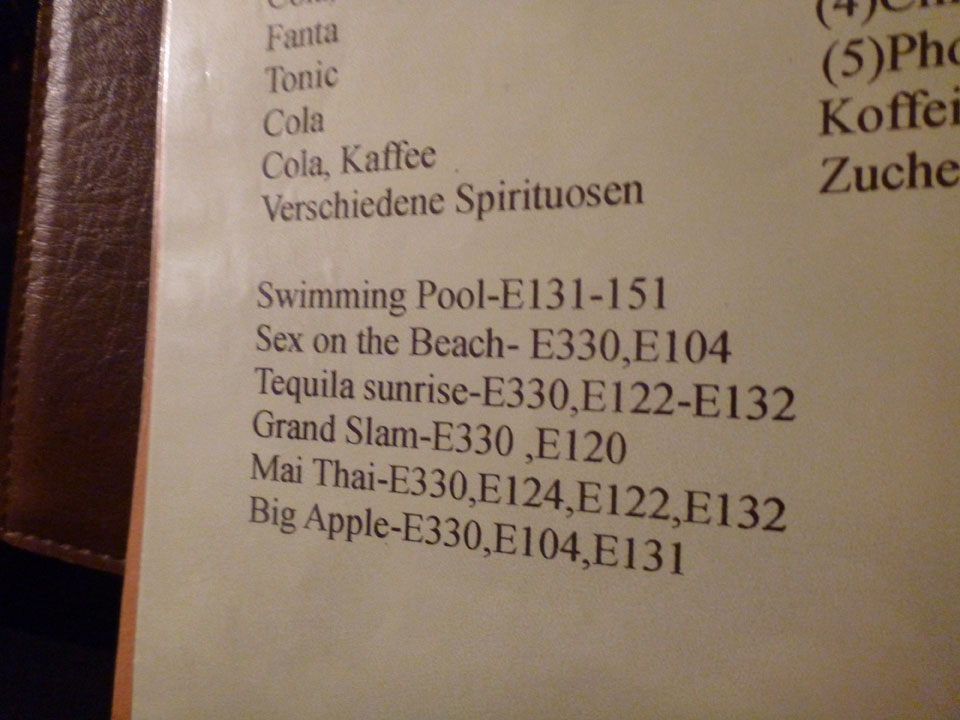 Fanta
Tonic
Cola
Cola, Kaffee
Verschiedene Spirituosen
Swimming Pool-E131-151
Sex on the Beach- E330,E104
Tequila sunrise-E330,E122-E132
Grand Slam-E330 ,E120
Mai Thai-E330,E124,E122,E132
Big Apple-E330,E104,E131
(5)Pho
Koffei
Zuche